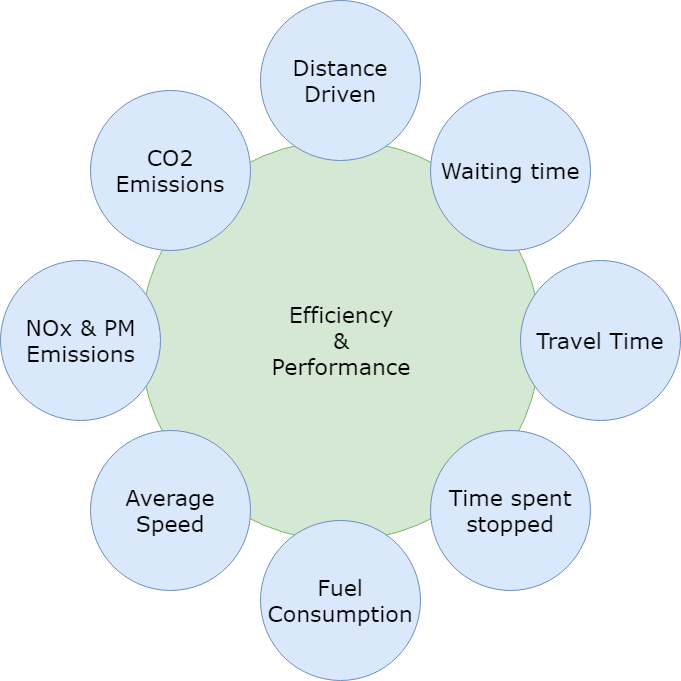 Distance
Driven
CO2
Emissions
Waiting time
NOx & PM
Emissions
Efficiency
&
Performance
Travel Time
Average
Speed
Time spent
stopped
Fuel
Consumption